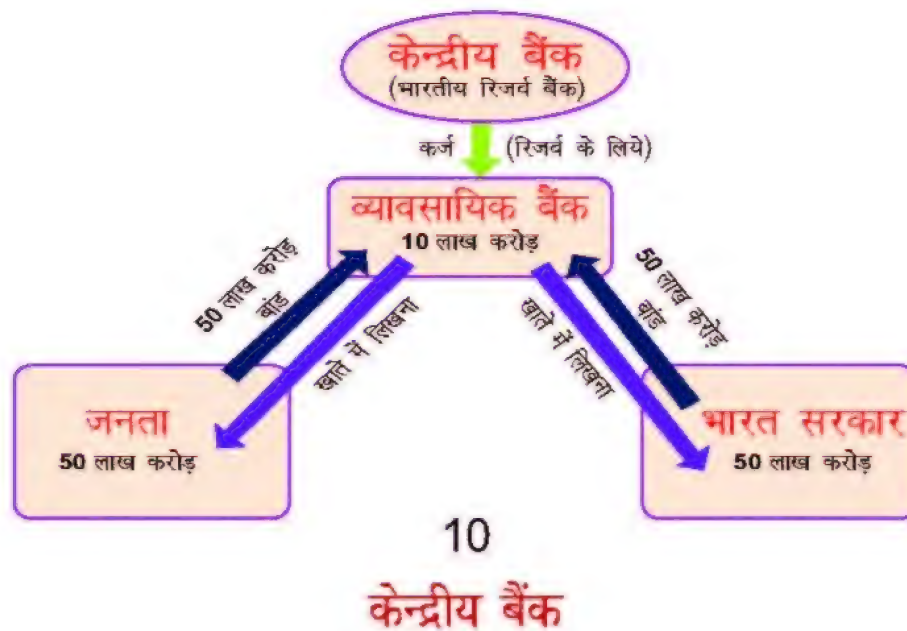 केन्द्रीय बैंक
(भारतीय रिजर्व बैंक)
कर्ज (रिजर्व के लिये)
व्यावसायिक बैंक
10 लाख करोड़
50 लाख करोड़
बांड
खाते में लिखना
खाते में लिखना
50 लाख करोड़
बांड
जनता
50 लाख करोड़
भारत सरकार
50 लाख करोड़
10
केन्द्रीय बैंक